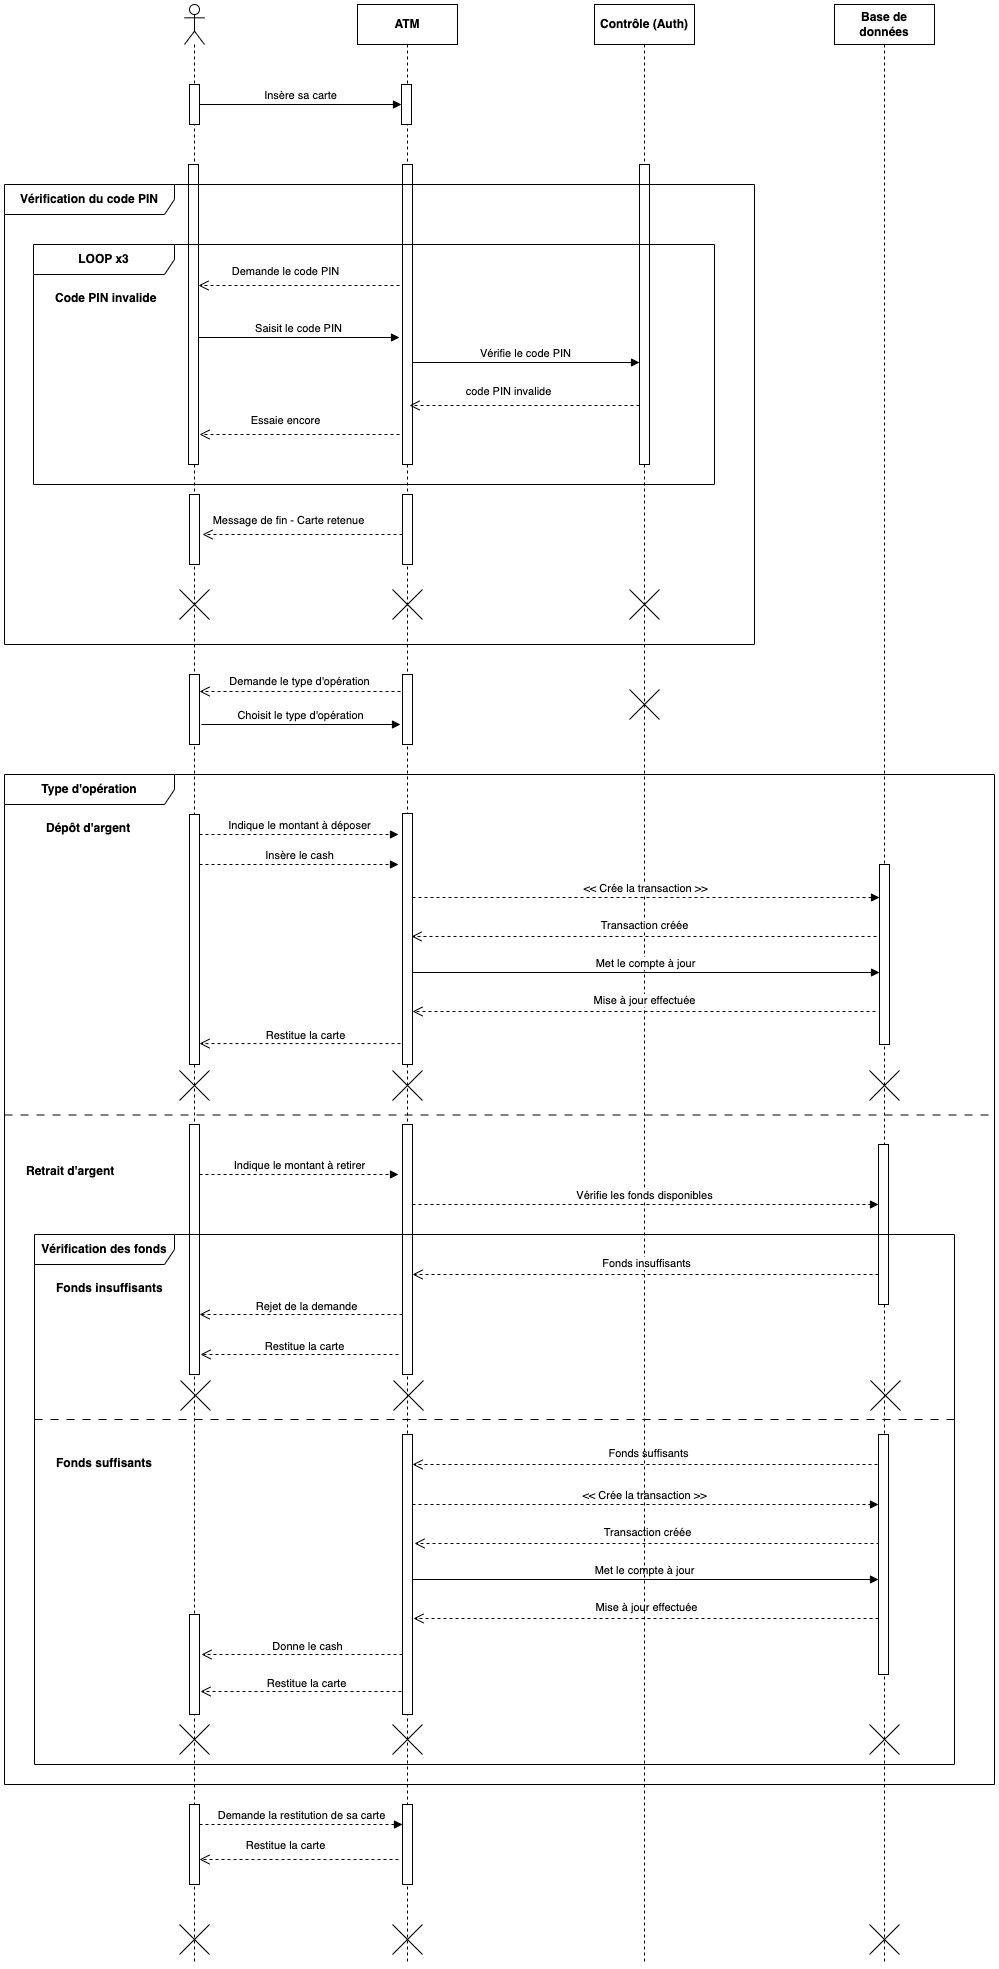 ATM
Contrôle (Auth)
Base de
données
Insère sa carte
Vérification du code PIN
LOOP x3
Demande le code PIN
Code PIN invalide
Saisit le code PIN
Vérifie le code PIN
code PIN invalide
Essaie encore
Message de fin - Carte retenue
Demande le type d'opération
Choisit le type d'opération
Type d'opération
Dépôt d'argent
Indique le montant à déposer
Insère le cash
<< Crée la transaction >>
Transaction créée
Met le compte à jour
Mise à jour effectuée
Restitue la carte
Retrait d'argent
Indique le montant à retirer
Vérifie les fonds disponibles
Vérification des fonds
Fonds insuffisants
Fonds insuffisants
Rejet de la demande
Restitue la carte
Fonds suffisants
Fonds suffisants
<< Crée la transaction >>
Transaction créée
Met le compte à jour
Mise à jour effectuée
Donne le cash
Restitue la carte
Demande la restitution de sa carte
Restitue la carte